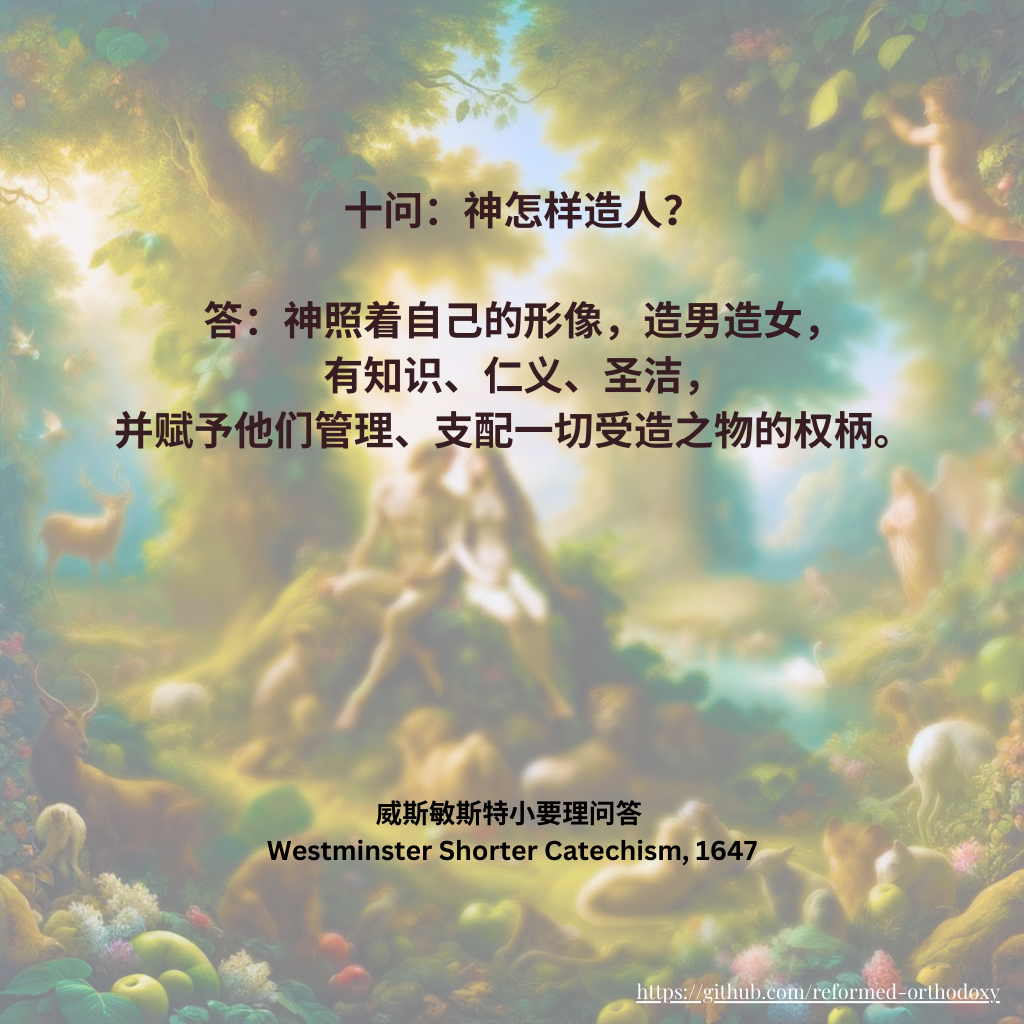 十问：神怎样造人？
答：神照着自己的形像，造男造女，
有知识、仁义、圣洁，
并赋予他们管理、支配一切受造之物的权柄。
威斯敏斯特小要理问答
Westminster Shorter Catechism, 1647
https://github.com/reformed-orthodoxy